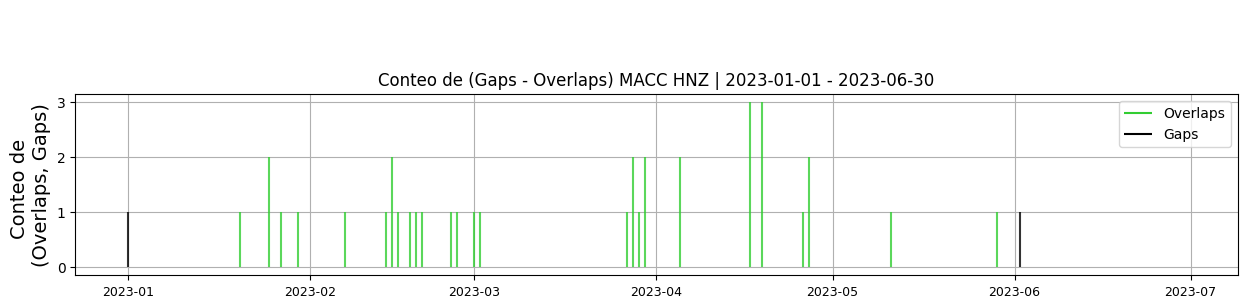 Conteo de (Gaps - Overlaps) MACC HNZ | 2023-01-01 - 2023-06-30
Conteo de
(Overlaps, Gaps)
3
2
1
0
Overlaps
Gaps
2023-01
2023-02
2023-03
2023-04
2023-05
2023-06
2023-07